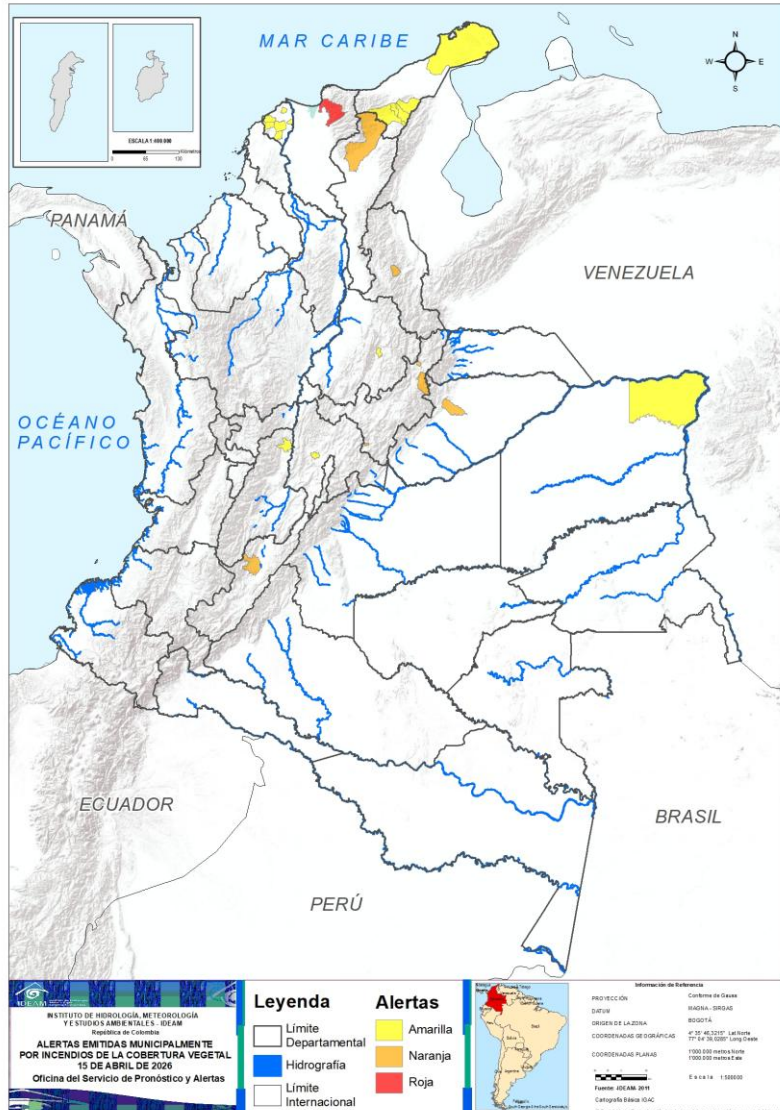 MAR CARIBE
N
W
E
S
ESCALA 1:400.000
PANAMÁ
VENEZUELA
OCÉANO
PACÍFICO
ECUADOR
BRASIL
PERÚ
IDEAM
INSTITUTO DE HIDROLOGÍA, METEOROLOGÍA
Y ESTUDIOS AMBIENTALES - IDEAM
República de Colombia
ALERTAS EMITIDAS MUNICIPALMENTE
POR INCENDIOS DE LA COBERTURA VEGETAL
15 DE ABRIL DE 2026
Oficina del Servicio de Pronóstico y Alertas
Leyenda
Límite
Departamental
Hidrografía
Límite
Internacional
Alertas
Amarilla
Naranja
Roja
Información de Referencia
PROYECCIÓN Conforme de Gauss
DATUM MAGNA - SIRGAS
ORIGEN DE LA ZONA BOGOTÁ
COORDENADAS GEOGRÁFICAS
COORDENADAS PLANAS 1'000.000 metros Norte
1'000.000 metros Este
Fuente: IDEAM. 2011
Cartografía Básica IGAC